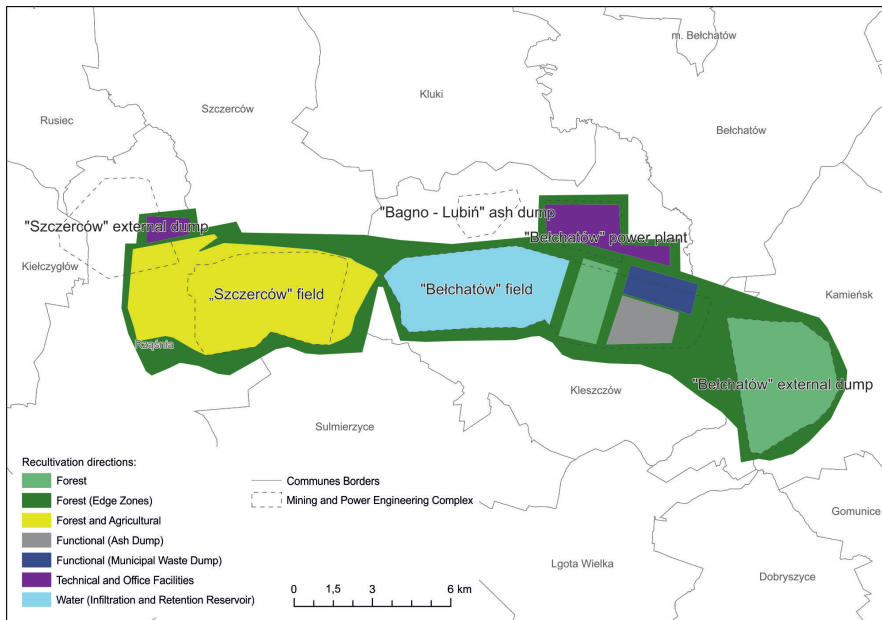 m. Bełchatów
Kluki
Szczerców
Rusiec
Bełchatów
"Bagno - Lubiń" ash dump
"Szczerców" external dump
"Bełchatów" power plant
Kiełczygłów
„Szczerców" field
"Bełchatów" field
Kamieńsk
Rząśnia
"Bełchatów" external dump
Kleszczów
Sulmierzyce
Recultivation directions:
Forest
Forest (Edge Zones)
Forest and Agricultural
Functional (Ash Dump)
Functional (Municipal Waste Dump)
Technical and Office Facilities
Water (Infiltration and Retention Reservoir)
Communes Borders
Mining and Power Engineering Complex
0 1,5 3 6 km
Gomunice
Lgota Wielka
Dobryszyce